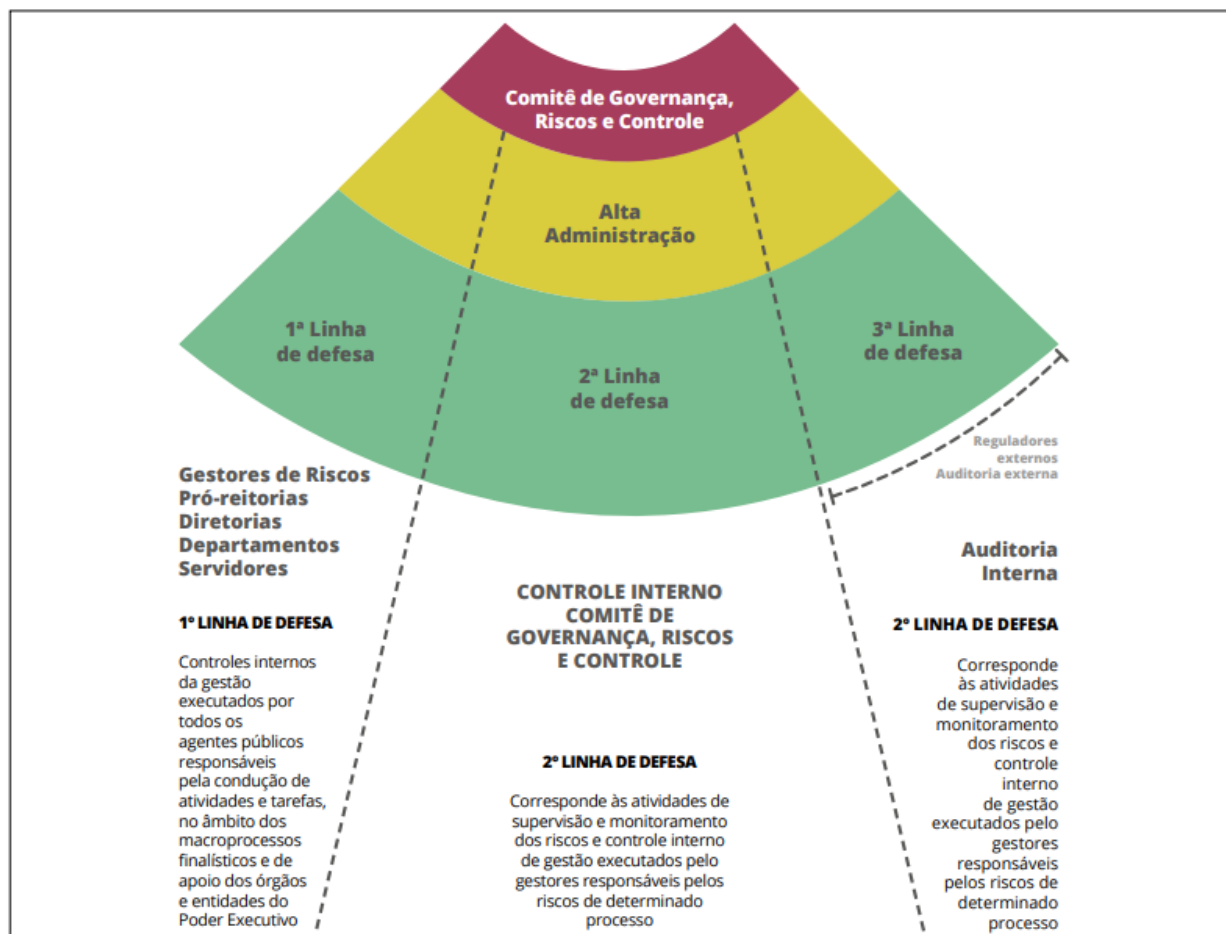 Comitê de Governança,
Riscos e Controle
Alta
Administração
1ª Linha
de defesa
2ª Linha
de defesa
3ª Linha
de defesa
Reguladores
externos
Auditoria externa
Gestores de Riscos
Pró-reitorias
Diretorias
Departamentos
Servidores
1º LINHA DE DEFESA
Controles internos
da gestão
executados por
todos os
agentes públicos
responsáveis
pela condução de
atividades e tarefas,
no âmbito dos
macroprocessos
finalísticos e de
apoio dos órgãos
e entidades do
Poder Executivo
CONTROLE INTERNO
COMITÊ DE
GOVERNANÇA, RISCOS
E CONTROLE
2º LINHA DE DEFESA
Corresponde às atividades de
supervisão e monitoramento
dos riscos e controle interno
de gestão executados pelo
gestores responsáveis pelos
riscos de determinado
processo
Auditoria
Interna
2º LINHA DE DEFESA
Corresponde
às atividades
de supervisão e
monitoramento
dos riscos e
controle
interno
de gestão
executados pelo
gestores
responsáveis
pelos riscos de
determinado
processo